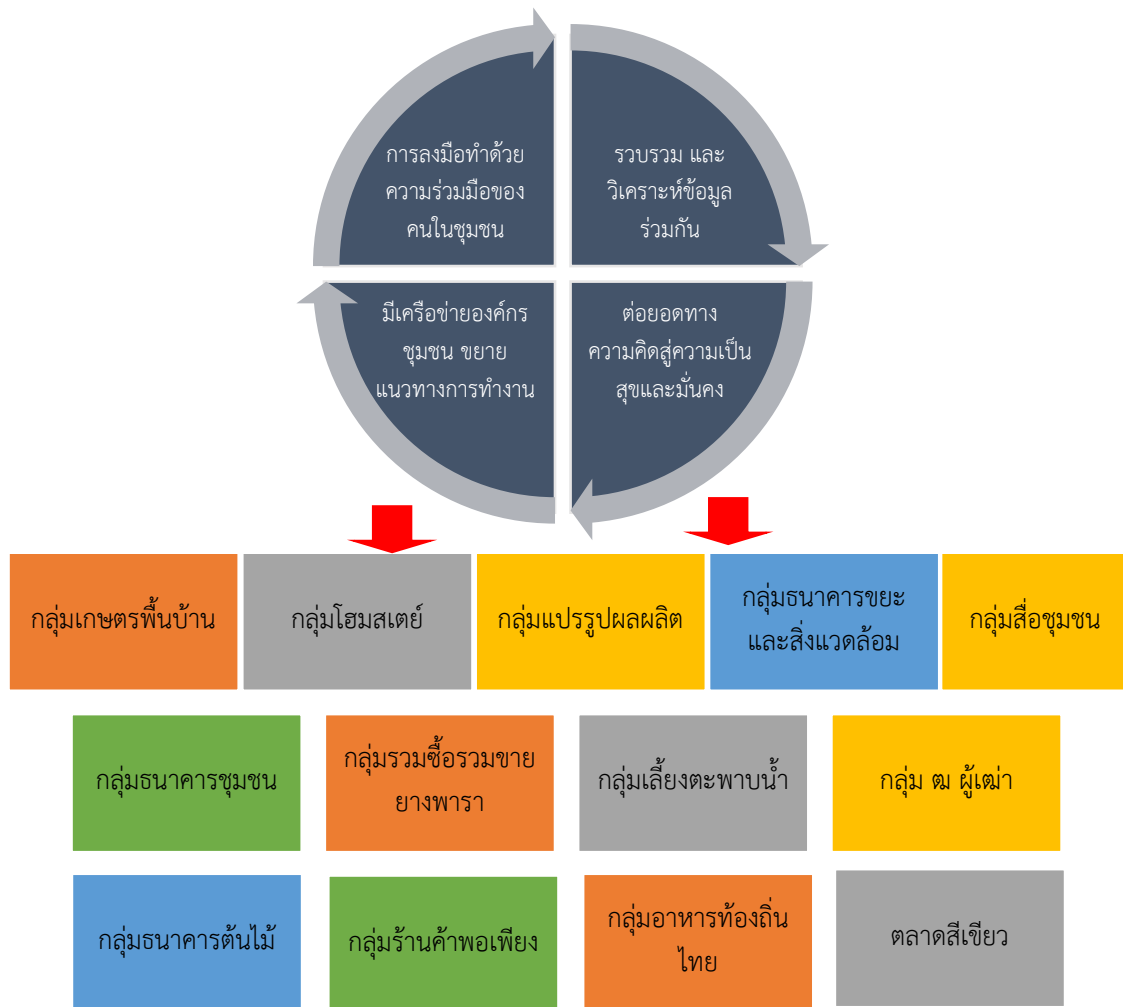 การลงมือทำด้วย
ความร่วมมือของ
คนในชุมชน
รวบรวม และ
วิเคราะห์ข้อมูล
ร่วมกัน
มีเครือข่ายองค์กร
ชุมชน ขยาย
แนวทางการทำงาน
ต่อยอดทาง
ความคิดสู่ความเป็น
สุขและมั่นคง
กลุ่มเกษตรพื้นบ้าน
กลุ่มโฮมสเตย์
กลุ่มแปรรูปผลผลิต
กลุ่มธนาคารขยะ
และสิ่งแวดล้อม
กลุ่มสื่อชุมชน
กลุ่มธนาคารชุมชน
กลุ่มรวมซื้อรวมขาย
ยางพารา
กลุ่มเลี้ยงตะพาบน้ำ
กลุ่ม ฒ ผู้เฒ่า
กลุ่มธนาคารต้นไม้
กลุ่มร้านค้าพอเพียง
กลุ่มอาหารท้องถิ่น
ไทย
ตลาดสีเขียว